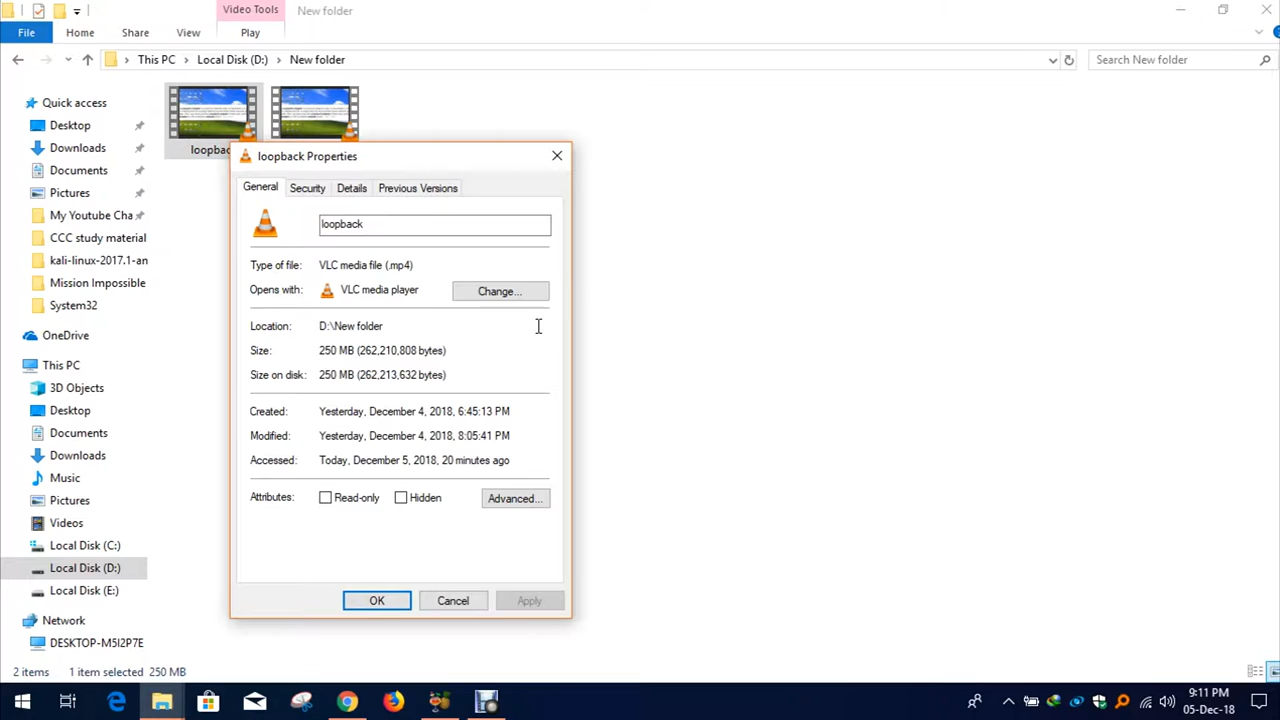 Video Tools
New folder
File
Home
Share
View
Play
This PC
Local Disk (D:)
New folder
Search New folder
Quick access
Desktop
Downloads
Documents
Pictures
My Youtube Cha
CCC study material
kali-linux-2017.1-an
Mission Impossible
System32
OneDrive
This PC
3D Objects
Desktop
Documents
Downloads
Music
Pictures
Videos
Local Disk (C:)
Local Disk (D:)
Local Disk (E:)
Network
DESKTOP-M5I2P7E
loopbac
loopback Properties
General
Security
Details
Previous Versions
loopback
Type of file: VLC media file (.mp4)
Opens with: VLC media player Change...
Location: D:\New folder
Size: 250 MB (262,210,808 bytes)
Size on disk: 250 MB (262,213,632 bytes)
Created: Yesterday, December 4, 2018, 6:45:13 PM
Modified: Yesterday, December 4, 2018, 8:05:41 PM
Accessed: Today, December 5, 2018, 20 minutes ago
Attributes: Read-only Hidden Advanced...
OK Cancel Apply
2 items 1 item selected 250 MB
9:11 PM
05-Dec-18